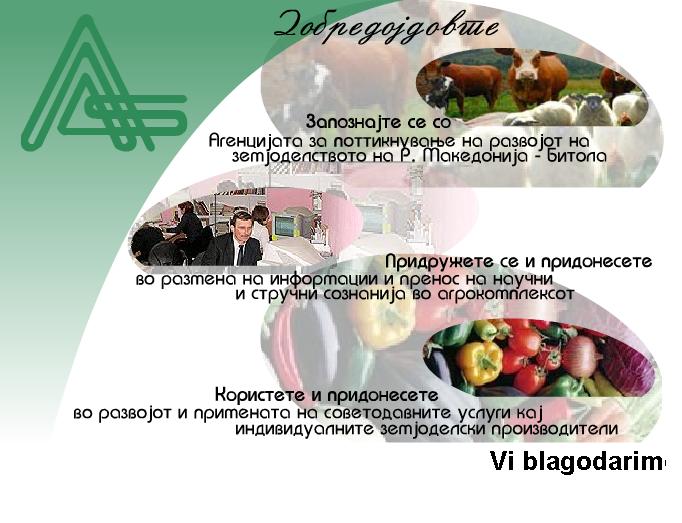 Добредојдовте
Запознајте се со
Агенцијата за поттикнување на развојот на
земјоделството на Р. Македонија - Битола
Придружете се и придонесете
во размена на информации и пренос на научни
и стручни сознанија во агрокомплексот
Користете и придонесете
во развојот и примената на советодавните услуги кај
индивидуалните земјоделски производители
Vi blagodarim